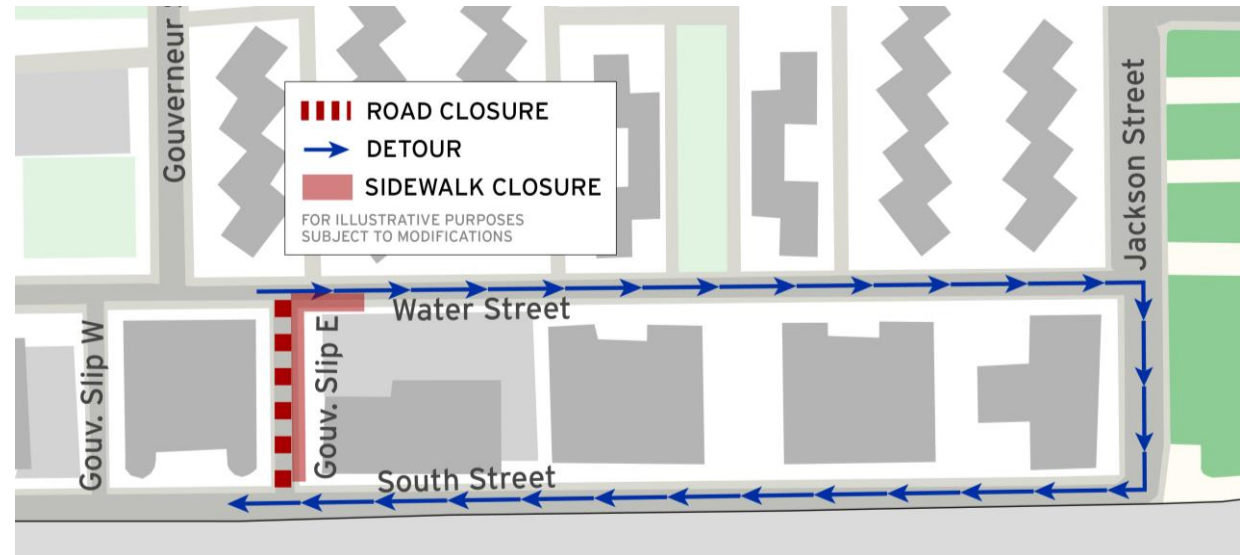 Gouverneur S
ROAD CLOSURE
DETOUR
SIDEWALK CLOSURE
FOR ILLUSTRATIVE PURPOSES
SUBJECT TO MODIFICATIONS
Jackson Street
Water Street
Gouv. Slip W
Gouv. Slip E
South Street